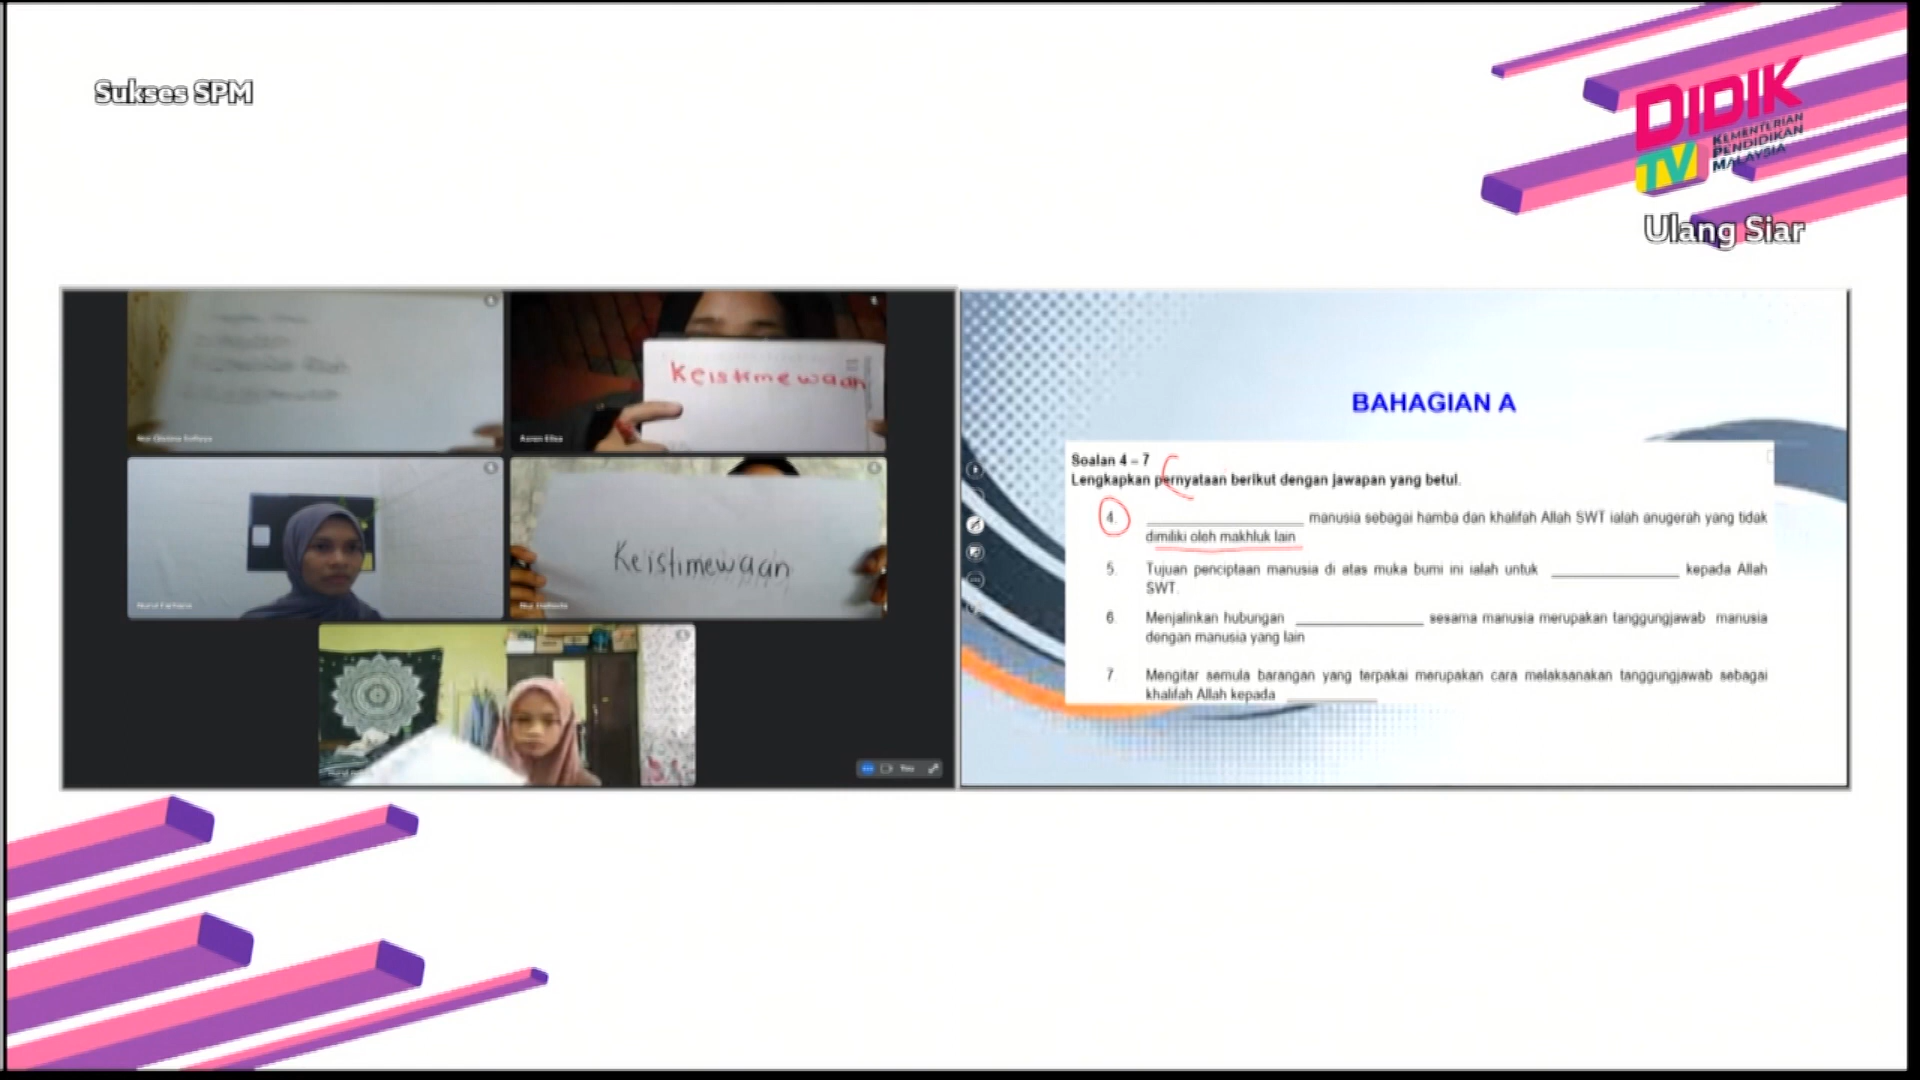 Sukses SPM
DIDIK
TV
KEMENTERIAN
PENDIDIKAN
MALAYSIA
Ulang Siar
Keistimewaan
Keistimewaan
You
BAHAGIAN A
Soalan 4 – 7
Lengkapkan pernyataan berikut dengan jawapan yang betul.
4. ____________________ manusia sebagai hamba dan khalifah Allah SWT ialah anugerah yang tidak
dimiliki oleh makhluk lain
5. Tujuan penciptaan manusia di atas muka bumi ini ialah untuk ________________ kepada Allah
SWT.
6. Menjalinkan hubungan ________________ sesama manusia merupakan tanggungjawab manusia
dengan manusia yang lain
7. Mengitar semula barangan yang terpakai merupakan cara melaksanakan tanggungjawab sebagai
khalifah Allah kepada ___________